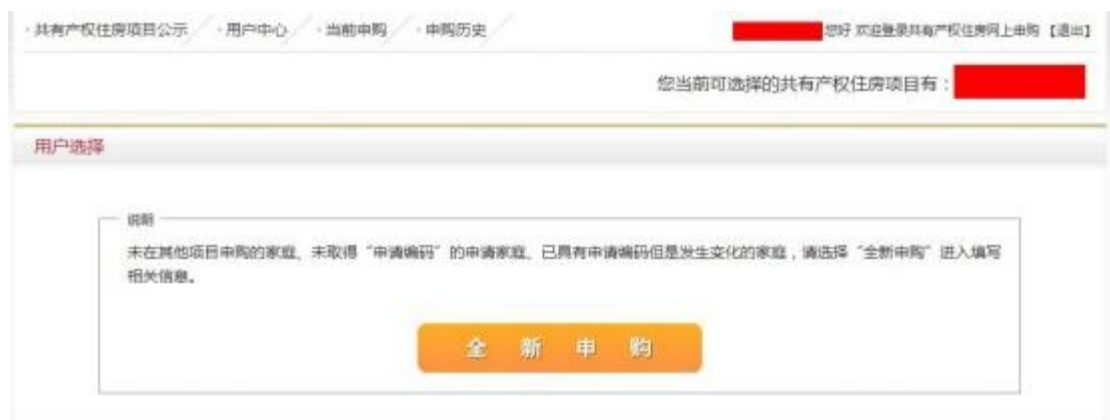 ·共有产权住房项目公示 ·用户中心 ·当前申购 ·申购历史 您好 欢迎登录共有产权住房网上申购 【退出】
您当前可选择的共有产权住房项目有：
用户选择
说明
未在其他项目申购的家庭、未取得“申请编码”的申请家庭、已具有申请编码但是发生变化的家庭，请选择“全新申购”进入填写
相关信息。
全 新 申 购